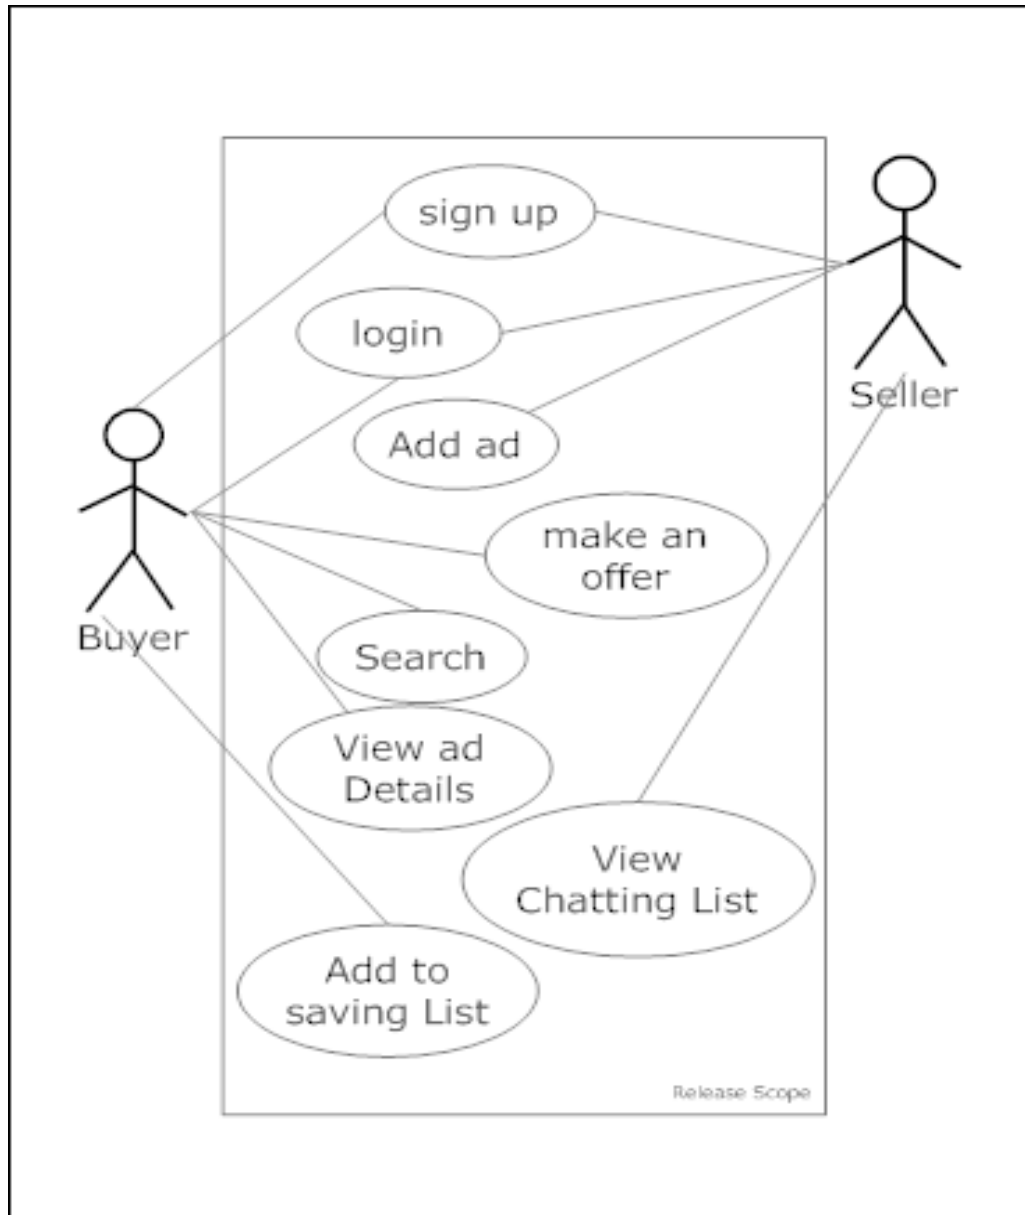 sign up
login
Seller
Add ad
make an
offer
Buyer
Search
View ad
Details
View
Chatting List
Add to
saving List
Release Scope